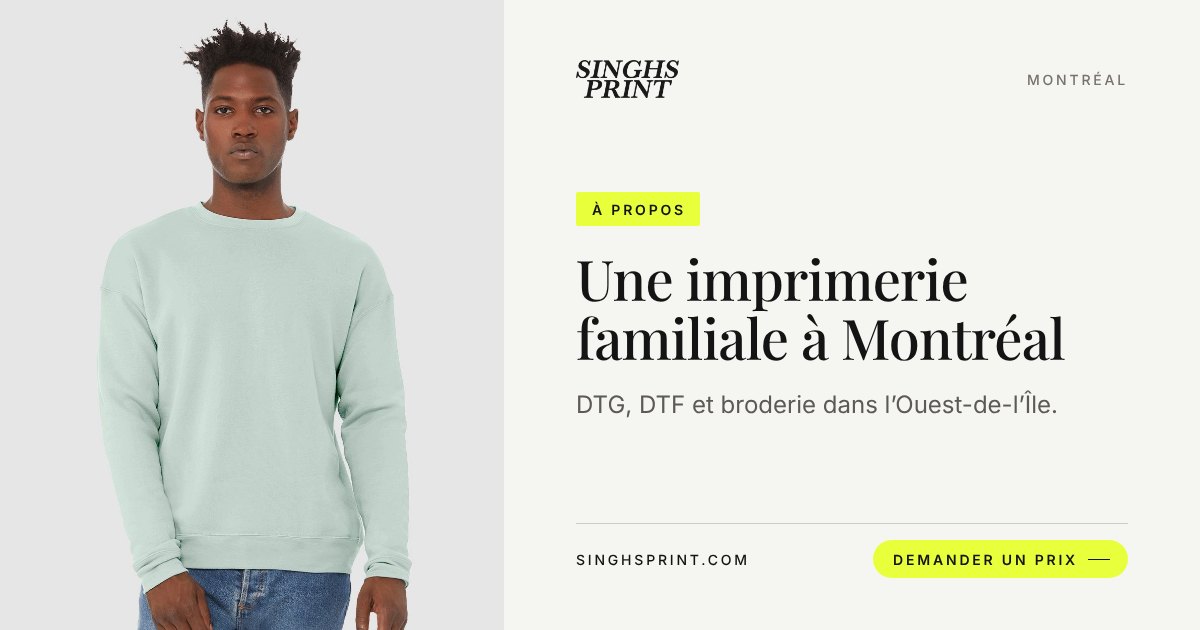 SINGHS
PRINT
MONTRÉAL
À PROPOS
Une imprimerie
familiale à Montréal
DTG, DTF et broderie dans l’Ouest-de-l’Île.
SINGHSPRINT.COM
DEMANDER UN PRIX —